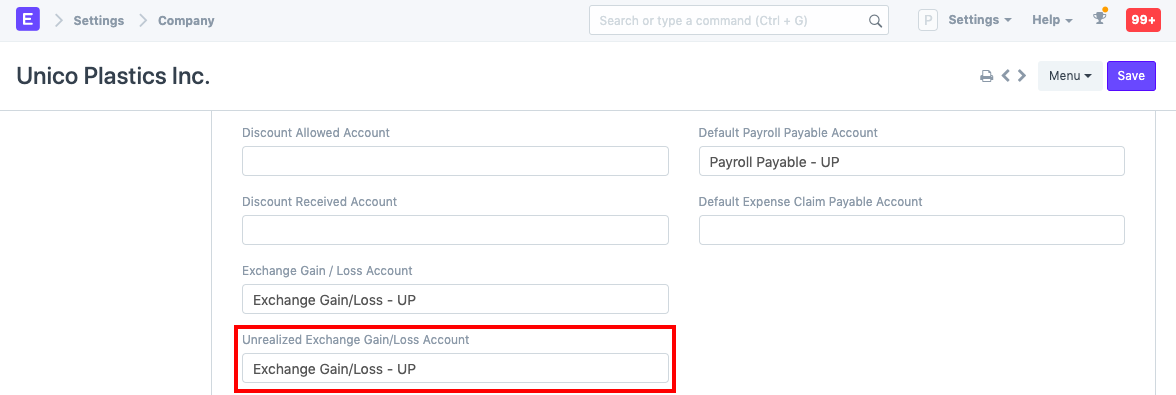 E Settings Company Search or type a command (Ctrl + G) P Settings Help 99+
Unico Plastics Inc. Menu Save
Discount Allowed Account
Default Payroll Payable Account
Payroll Payable - UP
Discount Received Account
Default Expense Claim Payable Account
Exchange Gain / Loss Account
Exchange Gain/Loss - UP
Unrealized Exchange Gain/Loss Account
Exchange Gain/Loss - UP